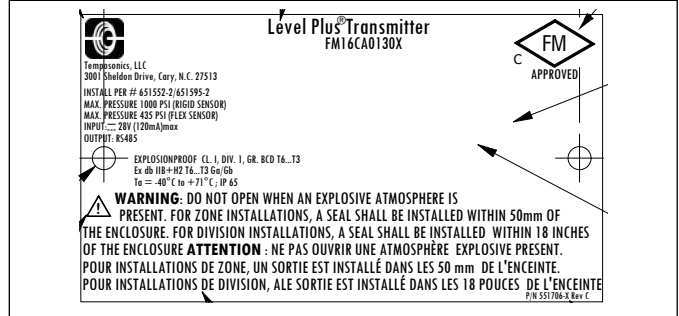 Level Plus® Transmitter
FM16CA0130X
FM
C
APPROVED
Temposonics, LLC
3001 Sheldon Drive, Cary, N.C. 27513
INSTALL PER # 651552-2/651595-2
MAX. PRESSURE 1000 PSI (RIGID SENSOR)
MAX. PRESSURE 435 PSI (FLEX SENSOR)
INPUT: ⎓ 28V (120mA)max
OUTPUT: RS485
EXPLOSIONPROOF CL. I, DIV. 1, GR. BCD T6...T3
Ex db IIB+H2 T6...T3 Ga/Gb
Ta = -40°C to +71°C ; IP 65
WARNING: DO NOT OPEN WHEN AN EXPLOSIVE ATMOSPHERE IS
PRESENT. FOR ZONE INSTALLATIONS, A SEAL SHALL BE INSTALLED WITHIN 50mm OF
THE ENCLOSURE. FOR DIVISION INSTALLATIONS, A SEAL SHALL BE INSTALLED WITHIN 18 INCHES
OF THE ENCLOSURE ATTENTION : NE PAS OUVRIR UNE ATMOSPHÈRE EXPLOSIVE PRESENT.
POUR INSTALLATIONS DE ZONE, UN SORTIE EST INSTALLÉ DANS LES 50 mm DE L'ENCEINTE.
POUR INSTALLATIONS DE DIVISION, ALE SORTIE EST INSTALLÉ DANS LES 18 POUCES DE L'ENCEINTE
P/N 551706-X Rev C